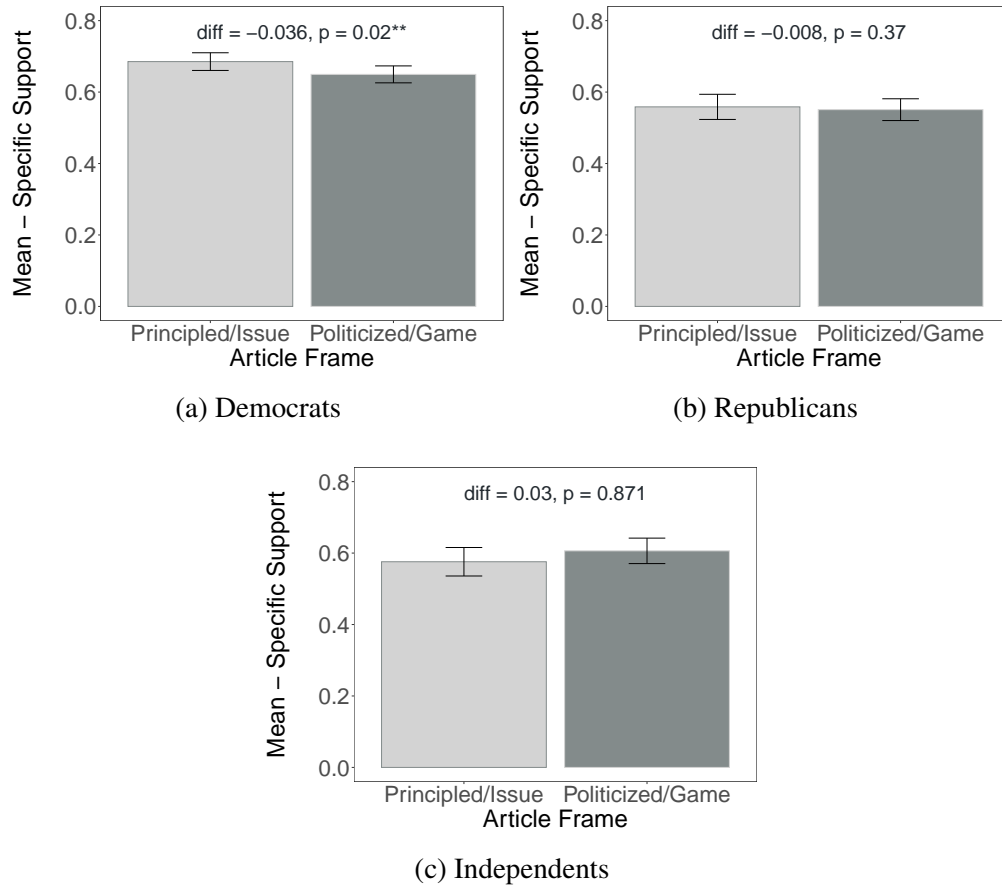 diff = −0.036, p = 0.02**
Mean − Specific Support
0.8
0.6
0.4
0.2
0.0
Principled/Issue Politicized/Game
Article Frame
(a) Democrats
diff = −0.008, p = 0.37
Mean − Specific Support
0.8
0.6
0.4
0.2
0.0
Principled/Issue Politicized/Game
Article Frame
(b) Republicans
diff = 0.03, p = 0.871
Mean − Specific Support
0.8
0.6
0.4
0.2
0.0
Principled/Issue Politicized/Game
Article Frame
(c) Independents